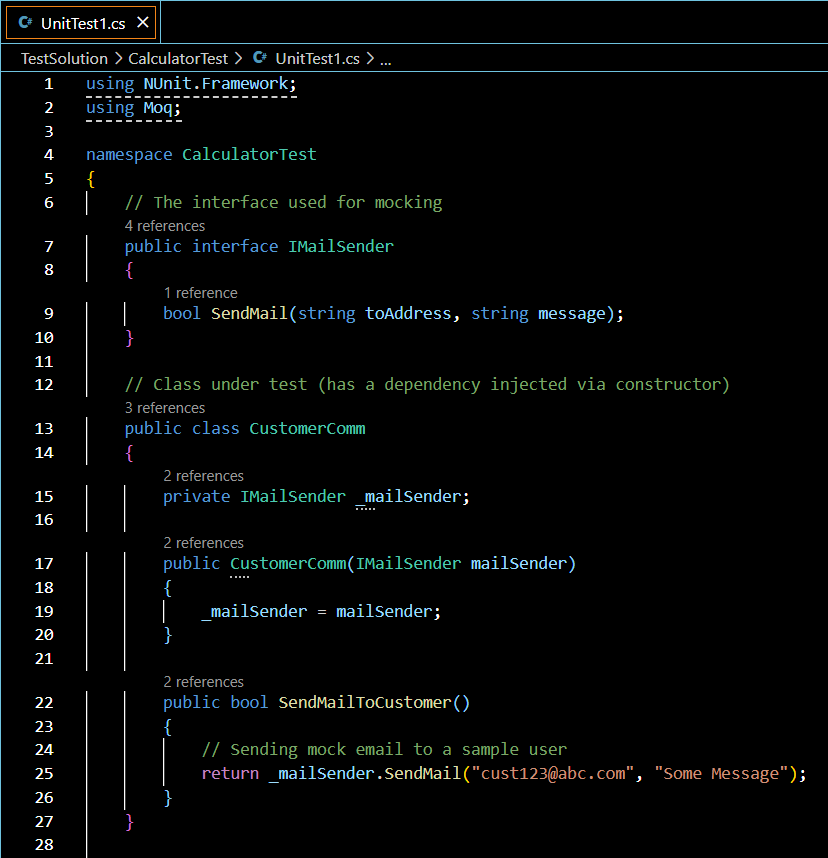 C# UnitTest1.cs ×
TestSolution > CalculatorTest > C# UnitTest1.cs > ...
1 using NUnit.Framework;
2 using Moq;
3
4 namespace CalculatorTest
5 {
6 // The interface used for mocking
4 references
7 public interface IMailSender
8 {
1 reference
9 bool SendMail(string toAddress, string message);
10 }
11
12 // Class under test (has a dependency injected via constructor)
3 references
13 public class CustomerComm
14 {
2 references
15 private IMailSender _mailSender;
16
2 references
17 public CustomerComm(IMailSender mailSender)
18 {
19 _mailSender = mailSender;
20 }
21
2 references
22 public bool SendMailToCustomer()
23 {
24 // Sending mock email to a sample user
25 return _mailSender.SendMail("cust123@abc.com", "Some Message");
26 }
27 }
28